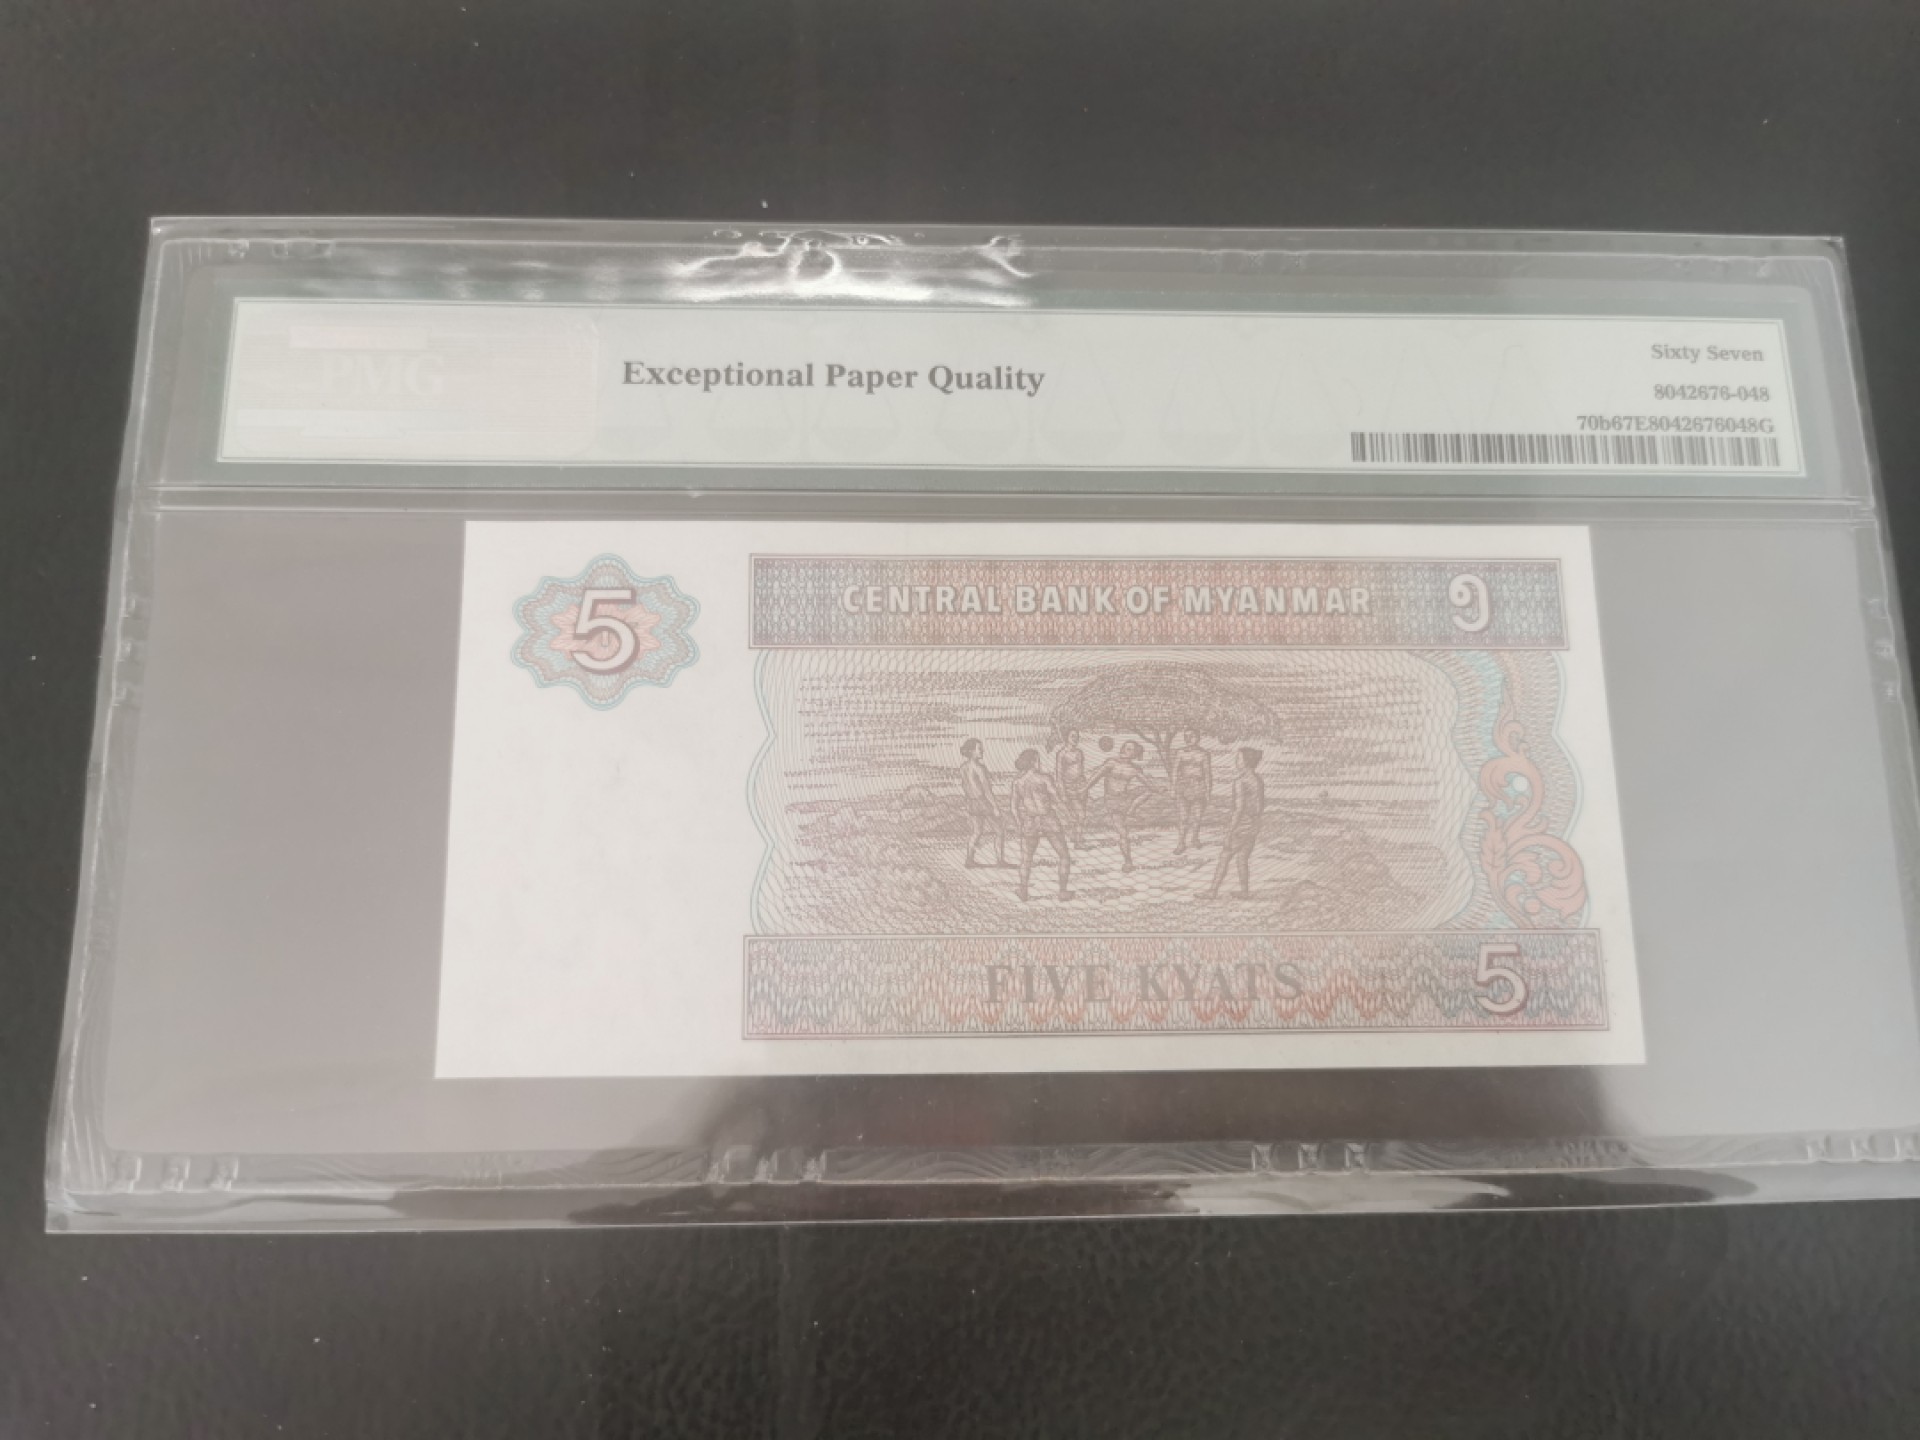 PMG
Exceptional Paper Quality
Sixty Seven
8042676-048
70b67E8042676048G
5
CENTRAL BANK OF MYANMAR
၅
FIVE KYATS
5